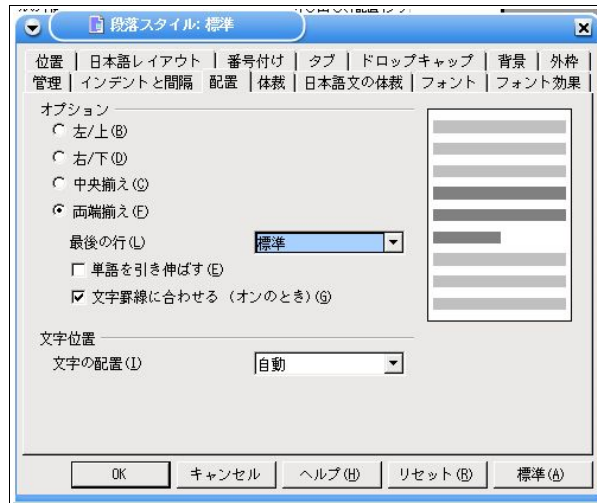 段落スタイル: 標準
位置 日本語レイアウト 番号付け タブ ドロップキャップ 背景 外枠
管理 インデントと間隔 配置 体裁 日本語文の体裁 フォント フォント効果
オプション
左/上(B)
右/下(D)
中央揃え(C)
両端揃え(F)
最後の行(L) 標準
単語を引き伸ばす(E)
文字罫線に合わせる (オンのとき)(G)
文字位置
文字の配置(I) 自動
OK キャンセル ヘルプ(H) リセット(R) 標準(A)